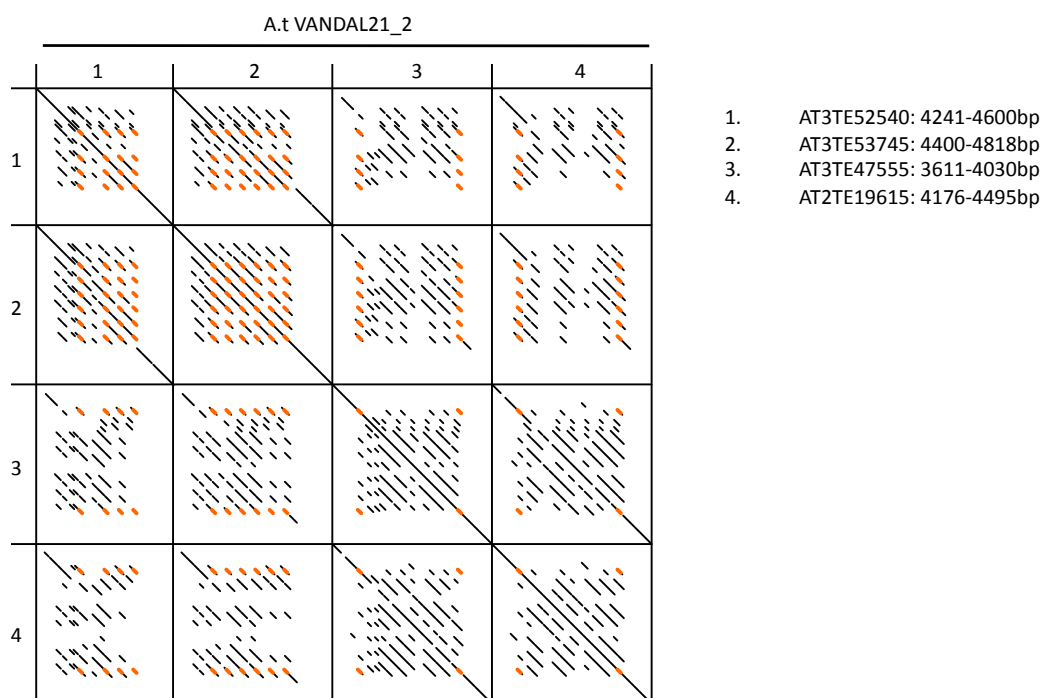 A.t VANDAL21_2
1 2 3 4
1
2
3
4
1. AT3TE52540: 4241-4600bp
2. AT3TE53745: 4400-4818bp
3. AT3TE47555: 3611-4030bp
4. AT2TE19615: 4176-4495bp